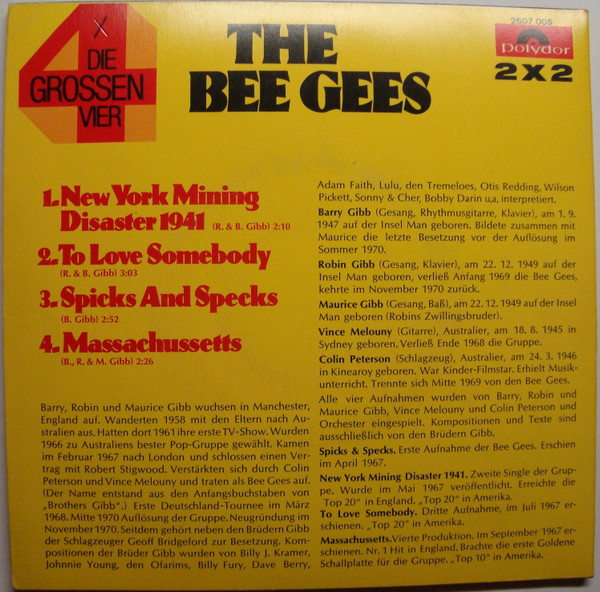 4
DIE
GROSSEN
VIER
THE
BEE GEES
2607 005
Polydor
2X2
1. New York Mining
Disaster 1941 (R. & B. Gibb) 2:10
2. To Love Somebody
(R. & B. Gibb) 3:03
3. Spicks And Specks
(B. Gibb) 2:52
4. Massachussetts
(B., R. & M. Gibb) 2:26
Barry, Robin und Maurice Gibb wuchsen in Manchester,
England auf. Wanderten 1958 mit den Eltern nach Au-
stralien aus. Hatten dort 1961 ihre erste TV-Show. Wurden
1966 zu Australiens bester Pop-Gruppe gewählt. Kamen
im Februar 1967 nach London und schlossen einen Ver-
trag mit Robert Stigwood. Verstärkten sich durch Colin
Peterson und Vince Melouny und traten als Bee Gees auf.
(Der Name entstand aus den Anfangsbuchstaben von
„Brothers Gibb".) Erste Deutschland-Tournee im März
1968. Mitte 1970 Auflösung der Gruppe. Neugründung im
November 1970. Seitdem gehört neben den Brüdern Gibb
der Schlagzeuger Geoff Bridgeford zur Besetzung. Kom-
positionen der Brüder Gibb wurden von Billy J. Kramer,
Johnnie Young, den Ofarims, Billy Fury, Dave Berry,
Adam Faith, Lulu, den Tremeloes, Otis Redding, Wilson
Pickett, Sonny & Cher, Bobby Darin u.a. interpretiert.
Barry Gibb (Gesang, Rhythmusgitarre, Klavier), am 1. 9.
1947 auf der Insel Man geboren. Bildete zusammen mit
Maurice die letzte Besetzung vor der Auflösung im
Sommer 1970.
Robin Gibb (Gesang, Klavier), am 22. 12. 1949 auf der
Insel Man geboren, verließ Anfang 1969 die Bee Gees,
kehrte im November 1970 zurück.
Maurice Gibb (Gesang, Baß), am 22. 12. 1949 auf der Insel
Man geboren (Robins Zwillingsbruder).
Vince Melouny (Gitarre), Australier, am 18. 8. 1945 in
Sydney geboren. Verließ Ende 1968 die Gruppe.
Colin Peterson (Schlagzeug), Australier, am 24. 3. 1946
in Kinearoy geboren. War Kinder-Filmstar. Erhielt Musik-
unterricht. Trennte sich Mitte 1969 von den Bee Gees.
Alle vier Aufnahmen wurden von Barry, Robin und
Maurice Gibb, Vince Melouny und Colin Peterson und
Orchester eingespielt. Kompositionen und Texte sind
ausschließlich von den Brüdern Gibb.
Spicks & Specks. Erste Aufnahme der Bee Gees. Erschien
im April 1967.
New York Mining Disaster 1941. Zweite Single der Grup-
pe. Wurde im Mai 1967 veröffentlicht. Erreichte die
„Top 20" in England. „Top 20" in Amerika.
To Love Somebody. Dritte Aufnahme, im Juli 1967 er-
schienen. „Top 20" in Amerika.
Massachussetts. Vierte Produktion. Im September 1967 er-
schienen. Nr. 1 Hit in England. Brachte die erste Goldene
Schallplatte für die Gruppe. „Top 10" in Amerika.